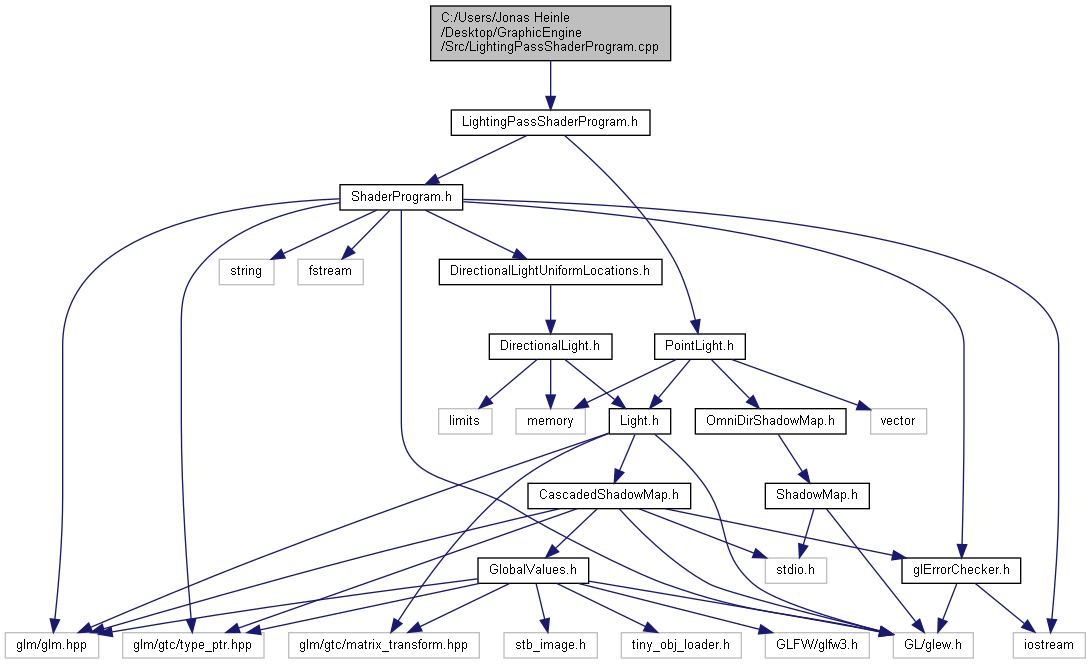 C:/Users/Jonas Heinle
/Desktop/GraphicEngine
/Src/LightingPassShaderProgram.cpp
LightingPassShaderProgram.h
ShaderProgram.h
string
fstream
DirectionalLightUniformLocations.h
DirectionalLight.h
PointLight.h
limits
memory
Light.h
OmniDirShadowMap.h
vector
CascadedShadowMap.h
ShadowMap.h
GlobalValues.h
stdio.h
glErrorChecker.h
glm/glm.hpp
glm/gtc/type_ptr.hpp
glm/gtc/matrix_transform.hpp
stb_image.h
tiny_obj_loader.h
GLFW/glfw3.h
GL/glew.h
iostream